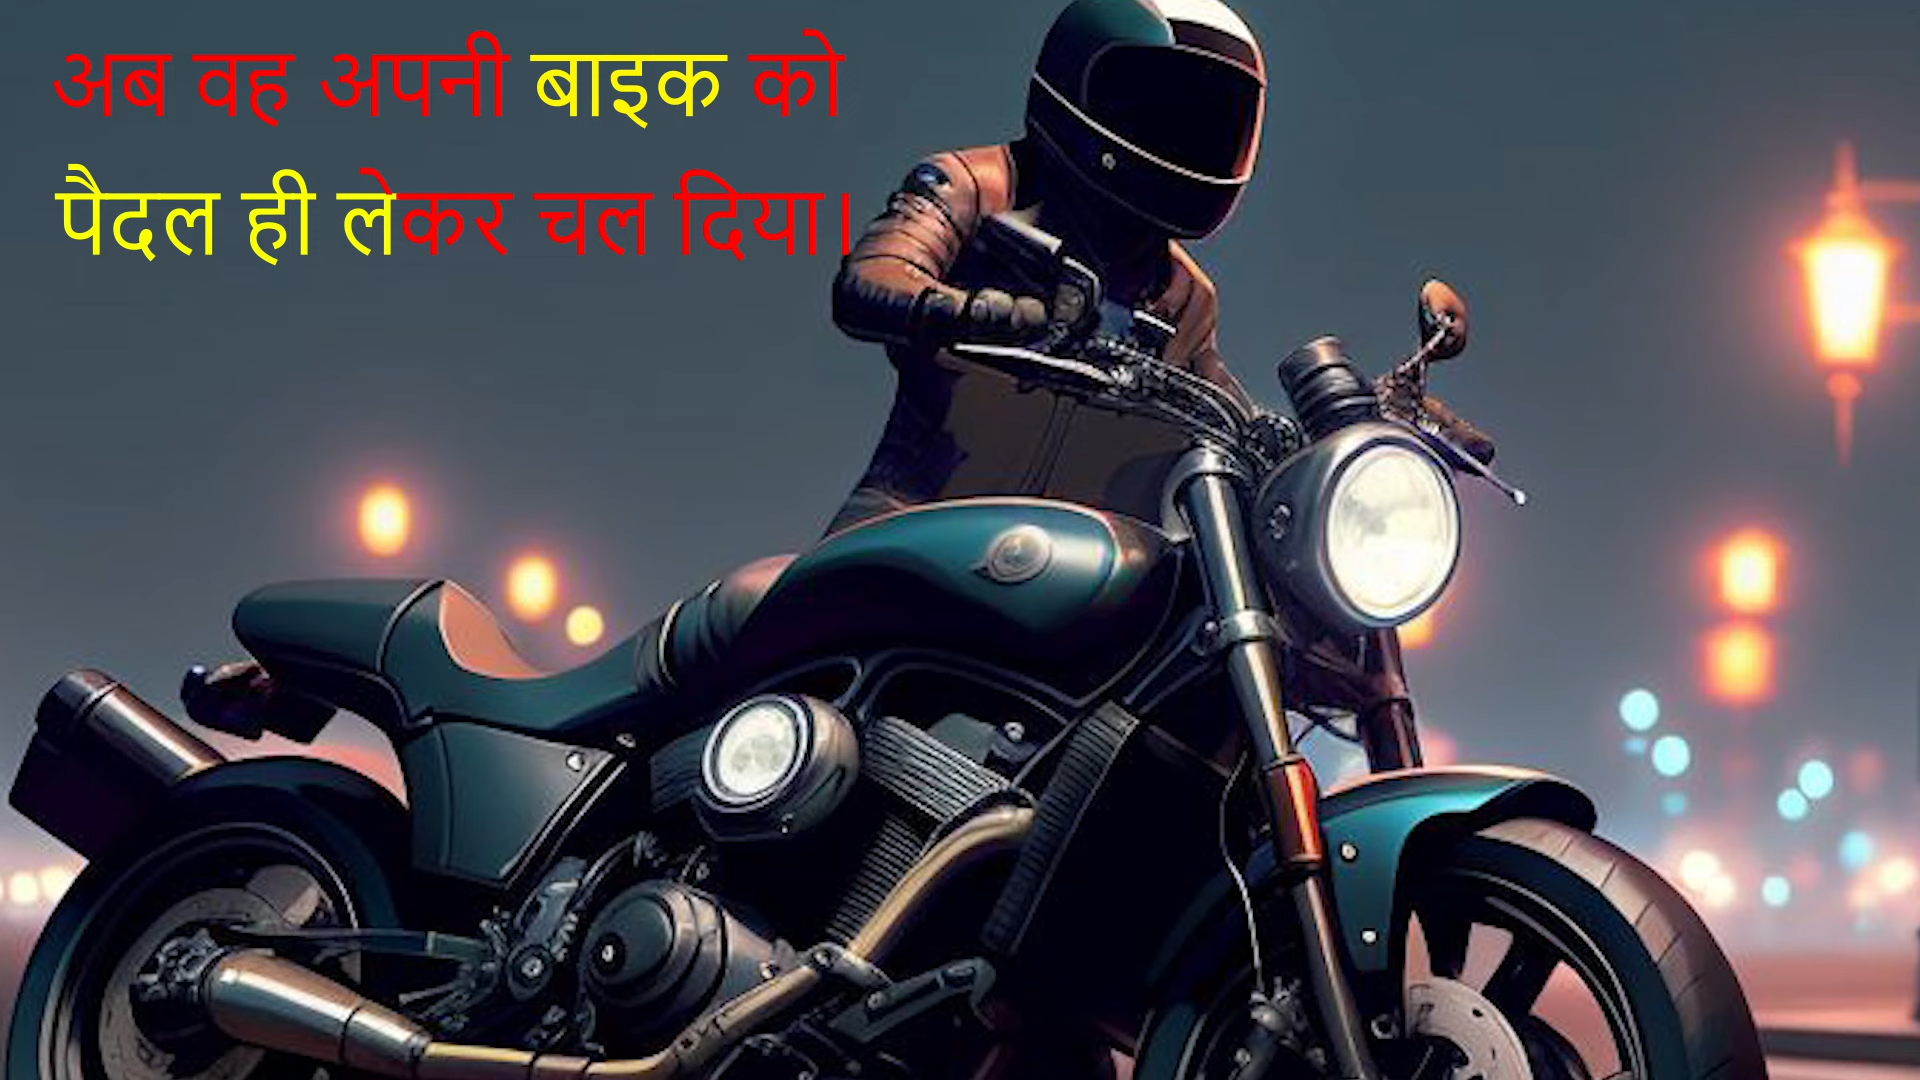 अब वह अपनी बाइक को
पैदल ही लेकर चल दिया।